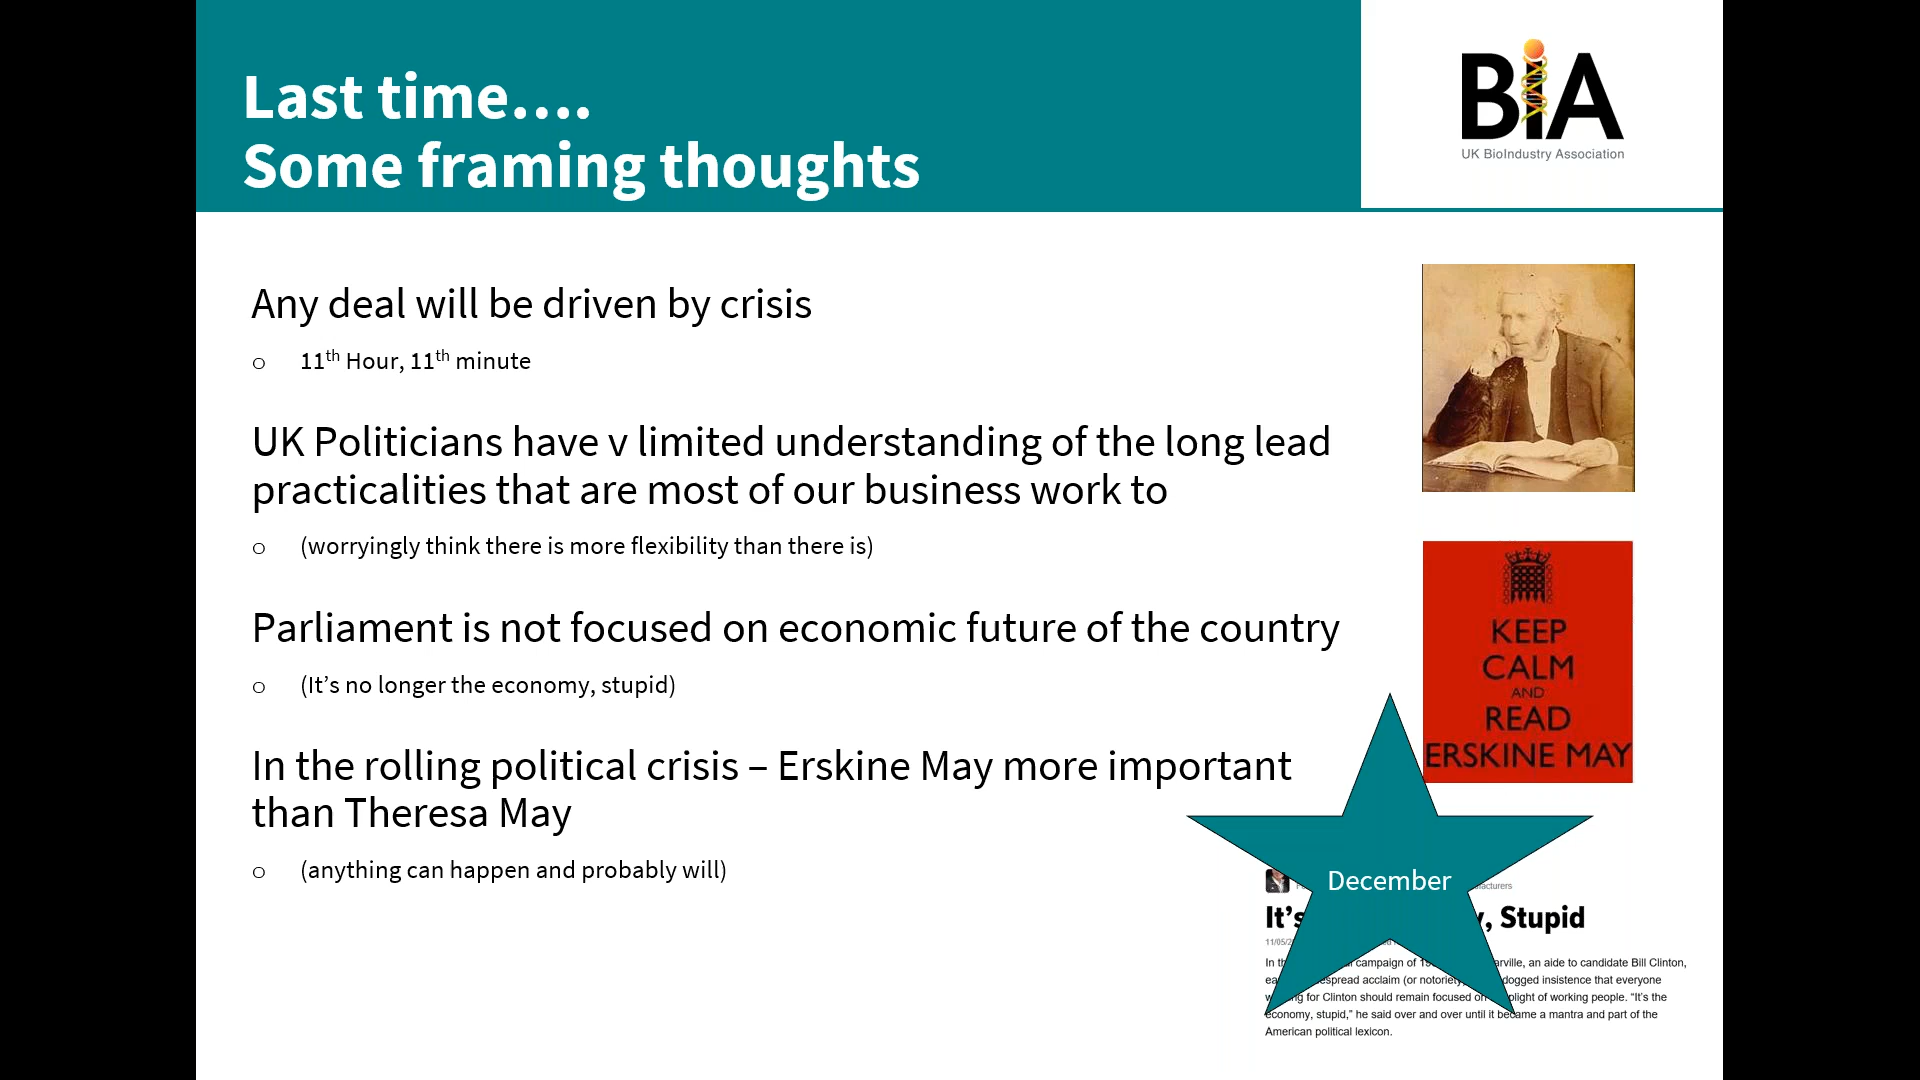 Last time….
Some framing thoughts
BiA
UK BioIndustry Association
Any deal will be driven by crisis
o 11th Hour, 11th minute
UK Politicians have v limited understanding of the long lead
practicalities that are most of our business work to
o (worryingly think there is more flexibility than there is)
Parliament is not focused on economic future of the country
o (It’s no longer the economy, stupid)
In the rolling political crisis – Erskine May more important
than Theresa May
o (anything can happen and probably will)
KEEP
CALM
AND
READ
ERSKINE MAY
December
It’s , Stupid
11/05/2
In campaign of an aide to candidate Bill Clinton,
(or dogged insistence that everyone
for Clinton should remain focused on plight of working people. “It’s the
economy, stupid,” he said over and over until it became a mantra and part of the
American political lexicon.